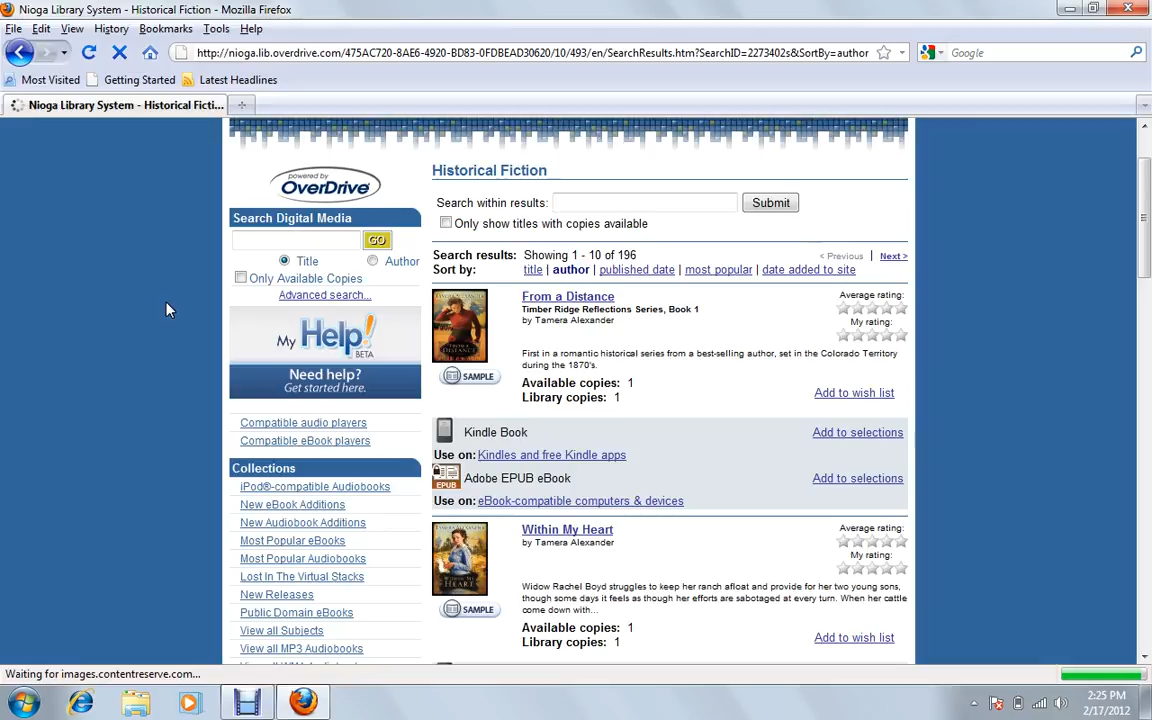 Nioga Library System - Historical Fiction - Mozilla Firefox
File Edit View History Bookmarks Tools Help
http://nioga.lib.overdrive.com/475AC720-8AE6-4920-BD83-0FDBEAD30620/10/493/en/SearchResults.htm?SearchID=2273402s&SortBy=author
Google
Most Visited Getting Started Latest Headlines
Nioga Library System - Historical Ficti...
powered by
OverDrive
Search Digital Media
GO
Title Author
Only Available Copies
Advanced search...
My Help!
BETA
Need help?
Get started here.
Compatible audio players
Compatible eBook players
Collections
iPod®-compatible Audiobooks
New eBook Additions
New Audiobook Additions
Most Popular eBooks
Most Popular Audiobooks
Lost In The Virtual Stacks
New Releases
Public Domain eBooks
View all Subjects
View all MP3 Audiobooks
Historical Fiction
Search within results:
Submit
Only show titles with copies available
Search results: Showing 1 - 10 of 196
< Previous | Next >
Sort by: title | author | published date | most popular | date added to site
From a Distance
Timber Ridge Reflections Series, Book 1
by Tamera Alexander
Average rating:
My rating:
First in a romantic historical series from a best-selling author, set in the Colorado Territory
during the 1870's.
SAMPLE
Available copies: 1
Library copies: 1
Add to wish list
Kindle Book
Add to selections
Use on: Kindles and free Kindle apps
EPUB
Adobe EPUB eBook
Add to selections
Use on: eBook-compatible computers & devices
Within My Heart
by Tamera Alexander
Average rating:
My rating:
Widow Rachel Boyd struggles to keep her ranch afloat and provide for her two young sons,
though some days it feels as though her efforts are sabotaged at every turn. When her cattle
come down with...
SAMPLE
Available copies: 1
Library copies: 1
Add to wish list
Waiting for images.contentreserve.com...
2:25 PM
2/17/2012